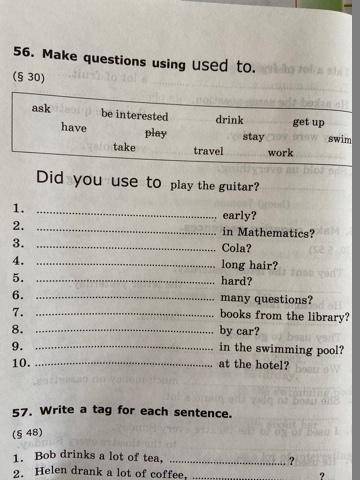 56. Make questions using used to.
(§ 30)
ask be interested drink get up
have play stay swim
take travel work
Did you use to play the guitar?
1. ........................................ early?
2. ........................................ in Mathematics?
3. ........................................ Cola?
4. ........................................ long hair?
5. ........................................ hard?
6. ........................................ many questions?
7. ........................................ books from the library?
8. ........................................ by car?
9. ........................................ in the swimming pool?
10. ........................................ at the hotel?
57. Write a tag for each sentence.
(§ 48)
1. Bob drinks a lot of tea, .............................. ?
2. Helen drank a lot of coffee, .............................. ?